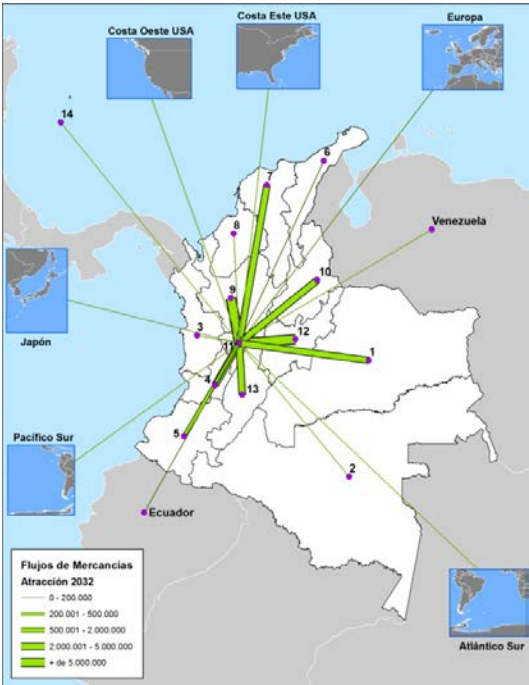 Costa Oeste USA
Costa Este USA
Europa
14
6
7
8
Venezuela
10
9
Japón
3
12
11
1
4
13
5
Pacífico Sur
2
Ecuador
Flujos de Mercancias
Atracción 2032
0 - 200.000
200.001 - 500.000
500.001 - 2.000.000
2.000.001 - 5.000.000
+ de 5.000.000
Atlántico Sur